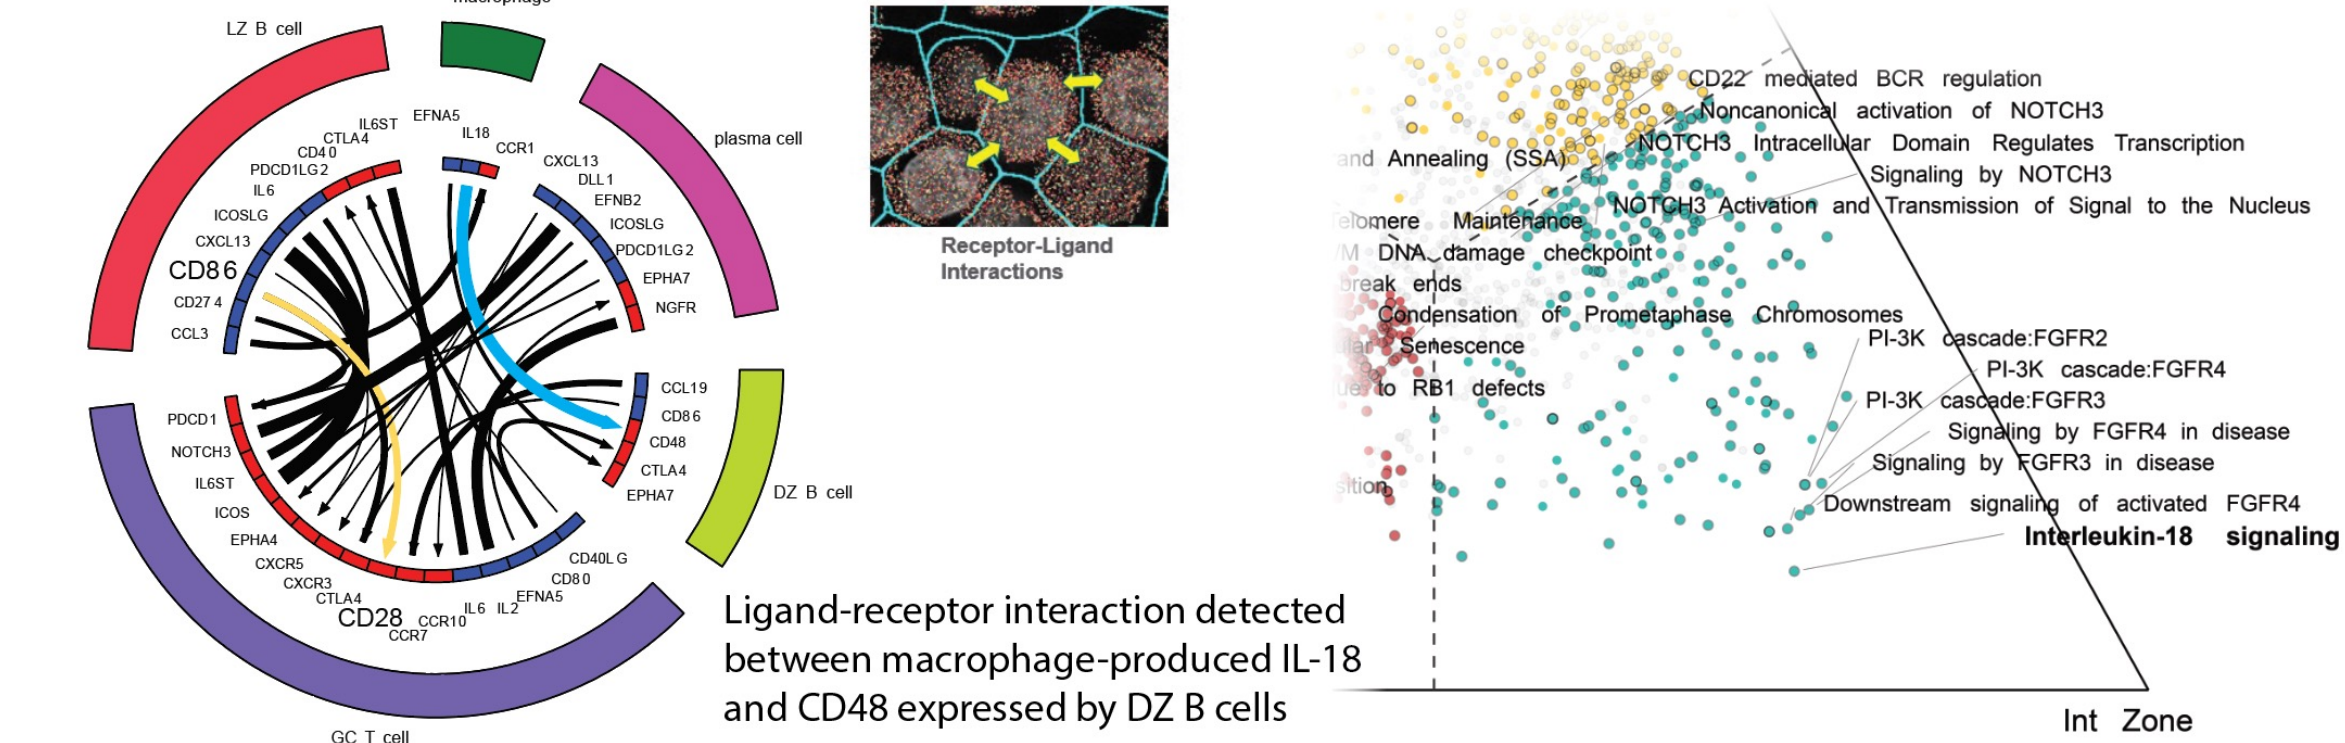 macrophage
LZ B cell
plasma cell
DZ B cell
GC T cell
EFNA5
IL18
CCR1
CXCL13
DLL1
EFNB2
ICOSLG
PDCD1LG2
EPHA7
NGFR
CCL19
CD86
CD48
CTLA4
EPHA7
CD40LG
CD80
EFNA5
IL2
IL6
CCR10
CCR7
CD28
CTLA4
CXCR3
CXCR5
EPHA4
ICOS
IL6ST
NOTCH3
PDCD1
CCL3
CD274
CD86
CXCL13
ICOSLG
IL6
PDCD1LG2
CD40
CTLA4
IL6ST
Receptor-Ligand
Interactions
Ligand-receptor interaction detected
between macrophage-produced IL-18
and CD48 expressed by DZ B cells
CD22 mediated BCR regulation
Noncanonical activation of NOTCH3
NOTCH3 Intracellular Domain Regulates Transcription
and Annealing (SSA)
Signaling by NOTCH3
NOTCH3 Activation and Transmission of Signal to the Nucleus
Telomere Maintenance
DNA damage checkpoint
break ends
Condensation of Prometaphase Chromosomes
PI-3K cascade:FGFR2
Senescence
PI-3K cascade:FGFR4
to RB1 defects
PI-3K cascade:FGFR3
Signaling by FGFR4 in disease
Signaling by FGFR3 in disease
Downstream signaling of activated FGFR4
Interleukin-18 signaling
Int Zone